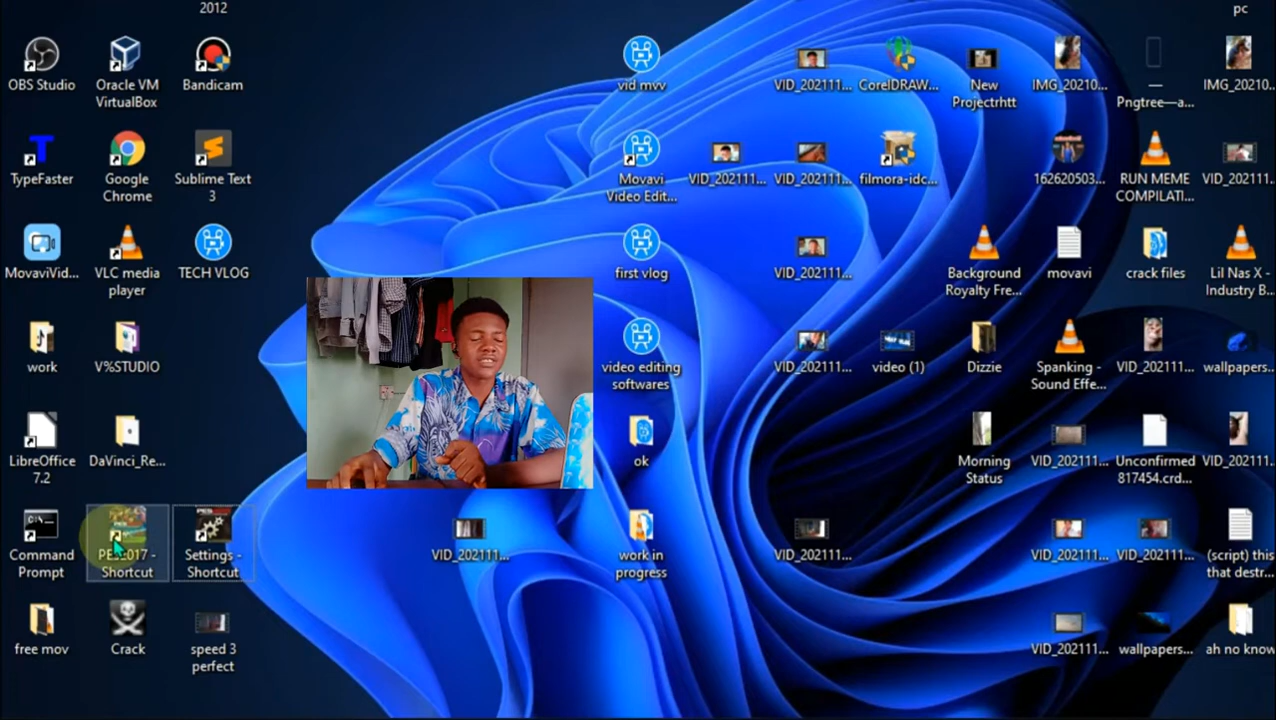 2012
pc
OBS Studio
Oracle VM
VirtualBox
Bandicam
vid mvv
VID_202111...
CorelDRAW...
New
Projectrhtt
IMG_20210...
—
Pngtree—a...
IMG_20210...
TypeFaster
Google
Chrome
Sublime Text
3
Movavi
Video Edit...
VID_202111...
VID_202111...
filmora-idc...
162620503...
RUN MEME
COMPILATI...
VID_202111...
MovaviVid...
VLC media
player
TECH VLOG
first vlog
VID_202111...
Background
Royalty Fre...
movavi
crack files
Lil Nas X -
Industry B...
work
V%STUDIO
video editing
softwares
VID_202111...
video (1)
Dizzie
Spanking -
Sound Effe...
VID_202111...
wallpapers...
LibreOffice
7.2
DaVinci_Re...
ok
Morning
Status
VID_202111...
Unconfirmed
817454.crd...
VID_202111...
Command
Prompt
PES2017 -
Shortcut
Settings -
Shortcut
VID_202111...
work in
progress
VID_202111...
VID_202111...
VID_202111...
(script) this
that destr...
free mov
Crack
speed 3
perfect
VID_202111...
wallpapers...
ah no know